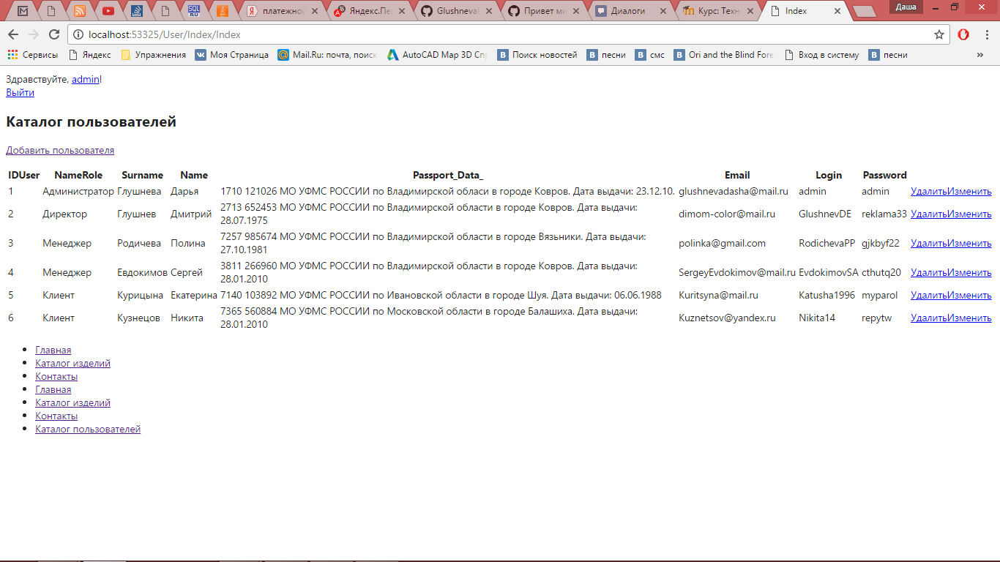 платежной
Яндекс.Пе
Glushneva
Привет ми
Диалоги
Курс: Техн
Index
Даша
localhost:53325/User/Index/Index
Сервисы Яндекс Упражнения Моя Страница Mail.Ru: почта, поиск AutoCAD Map 3D Спр Поиск новостей песни смс Ori and the Blind Fore Вход в систему песни »
Здравствуйте, admin!
Выйти
Каталог пользователей
Добавить пользователя
IDUser NameRole Surname Name Passport_Data_ Email Login Password
1 Администратор Глушнева Дарья 1710 121026 МО УФМС РОССИИ по Владимирской обласи в городе Ковров. Дата выдачи: 23.12.10. glushnevadasha@mail.ru admin admin УдалитьИзменить
2 Директор Глушнев Дмитрий 2713 652453 МО УФМС РОССИИ по Владимирской области в городе Ковров. Дата выдачи:
28.07.1975 dimom-color@mail.ru GlushnevDE reklama33 УдалитьИзменить
3 Менеджер Родичева Полина 7257 985674 МО УФМС РОССИИ по Владимирской области в городе Вязьники. Дата выдачи:
27.10.1981 polinka@gmail.com RodichevaPP gjkbyf22 УдалитьИзменить
4 Менеджер Евдокимов Сергей 3811 266960 МО УФМС РОССИИ по Владимирской области в городе Ковров. Дата выдачи:
28.01.2010 SergeyEvdokimov@mail.ru EvdokimovSA cthutq20 УдалитьИзменить
5 Клиент Курицына Екатерина 7140 103892 МО УФМС РОССИИ по Ивановской области в городе Шуя. Дата выдачи: 06.06.1988 Kuritsyna@mail.ru Katusha1996 myparol УдалитьИзменить
6 Клиент Кузнецов Никита 7365 560884 МО УФМС РОССИИ по Московской области в городе Балашиха. Дата выдачи:
28.01.2010 Kuznetsov@yandex.ru Nikita14 repytw УдалитьИзменить
Главная
Каталог изделий
Контакты
Главная
Каталог изделий
Контакты
Каталог пользователей